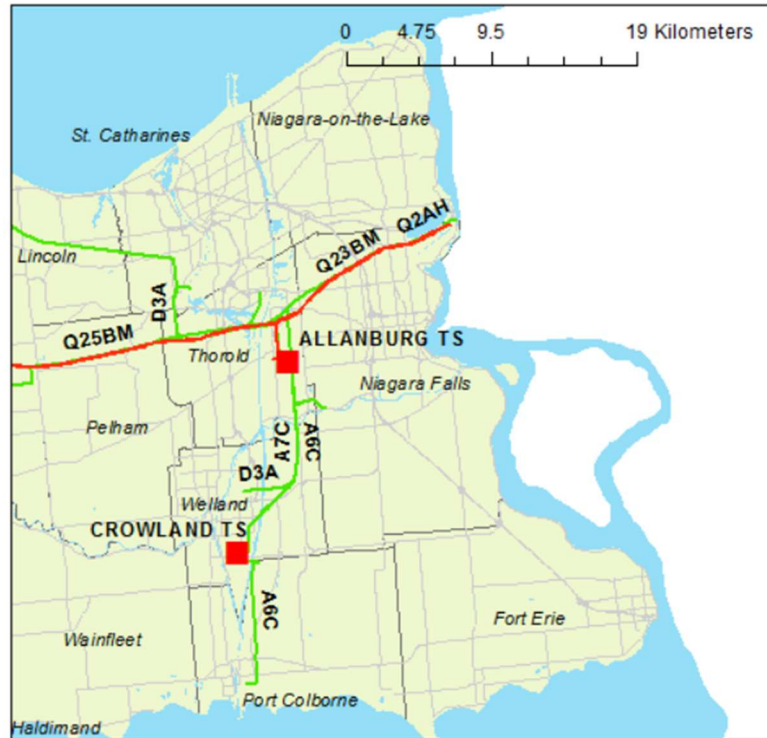 0 4.75 9.5 19 Kilometers
Niagara-on-the-Lake
St. Catharines
Q2AH
Q23BM
Lincoln
D3A
Q25BM
ALLANBURG TS
Thorold
Niagara Falls
Pelham
A7C
A6C
D3A
Welland
CROWLAND TS
A6C
Fort Erie
Wainfleet
Port Colborne
Haldimand